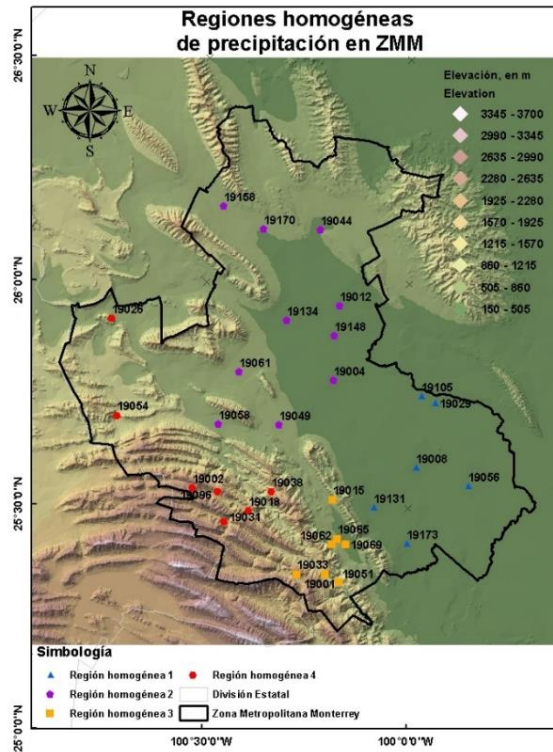 Regiones homogéneas
de precipitación en ZMM
26°30'0"N
26°0'0"N
25°30'0"N
25°0'0"N
N
W
E
S
Elevación, en m
Elevation
3345 - 3700
2990 - 3345
2635 - 2990
2280 - 2635
1925 - 2280
1570 - 1925
1215 - 1570
860 - 1215
505 - 860
150 - 505
19158
19170
19044
19012
19026
19134
19148
19061
19004
19105
19029
19054
19058
19049
19008
19002
19096
19038
19056
19018
19015
19131
19031
19065
19062
19069
19173
19033
19051
19001
Simbología
Región homogénea 1
Región homogénea 4
Región homogénea 2
División Estatal
Región homogénea 3
Zona Metropolitana Monterrey
100°30'0"W
100°0'0"W